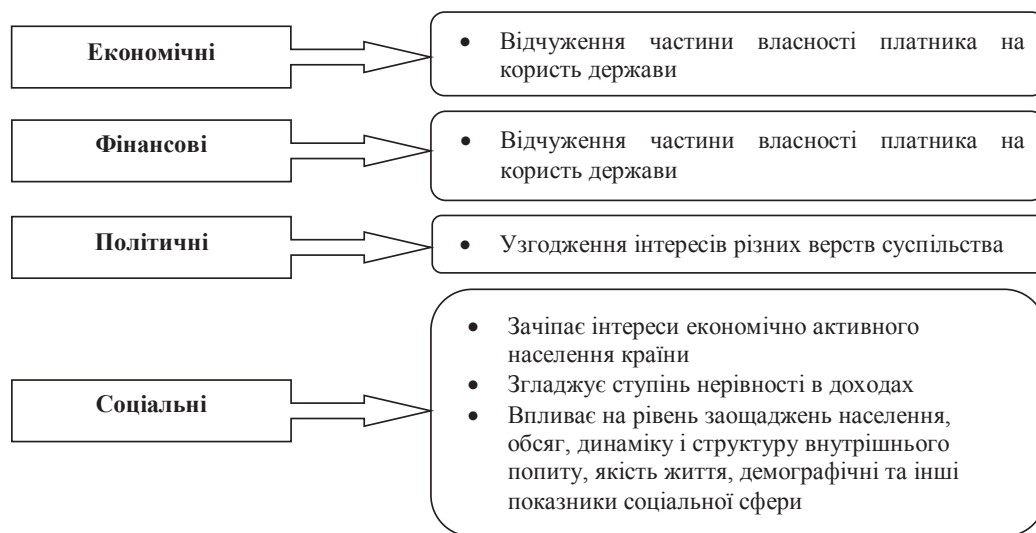 Економічні
• Відчуження частини власності платника на
користь держави
Фінансові
• Відчуження частини власності платника на
користь держави
Політичні
• Узгодження інтересів різних верств суспільства
Соціальні
• Зачіпає інтереси економічно активного
населення країни
• Згладжує ступінь нерівності в доходах
• Впливає на рівень заощаджень населення,
обсяг, динаміку і структуру внутрішнього
попиту, якість життя, демографічні та інші
показники соціальної сфери